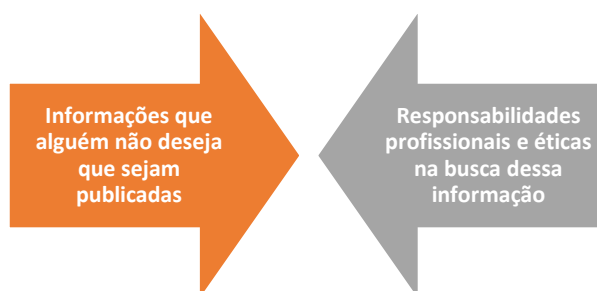 Informações que
alguém não deseja
que sejam
publicadas
Responsabilidades
profissionais e éticas
na busca dessa
informação